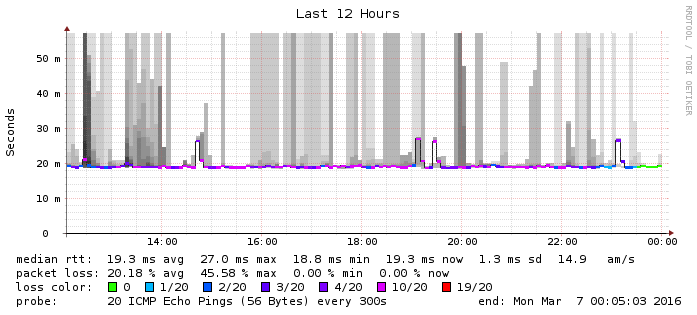 Last 12 Hours
RRDTOOL / TOBI OETIKER
Seconds
50 m
40 m
30 m
20 m
10 m
0
14:00 16:00 18:00 20:00 22:00 00:00
median rtt: 19.3 ms avg 27.0 ms max 18.8 ms min 19.3 ms now 1.3 ms sd 14.9 am/s
packet loss: 20.18 % avg 45.58 % max 0.00 % min 0.00 % now
loss color: 0 1/20 2/20 3/20 4/20 10/20 19/20
probe: 20 ICMP Echo Pings (56 Bytes) every 300s end: Mon Mar 7 00:05:03 2016